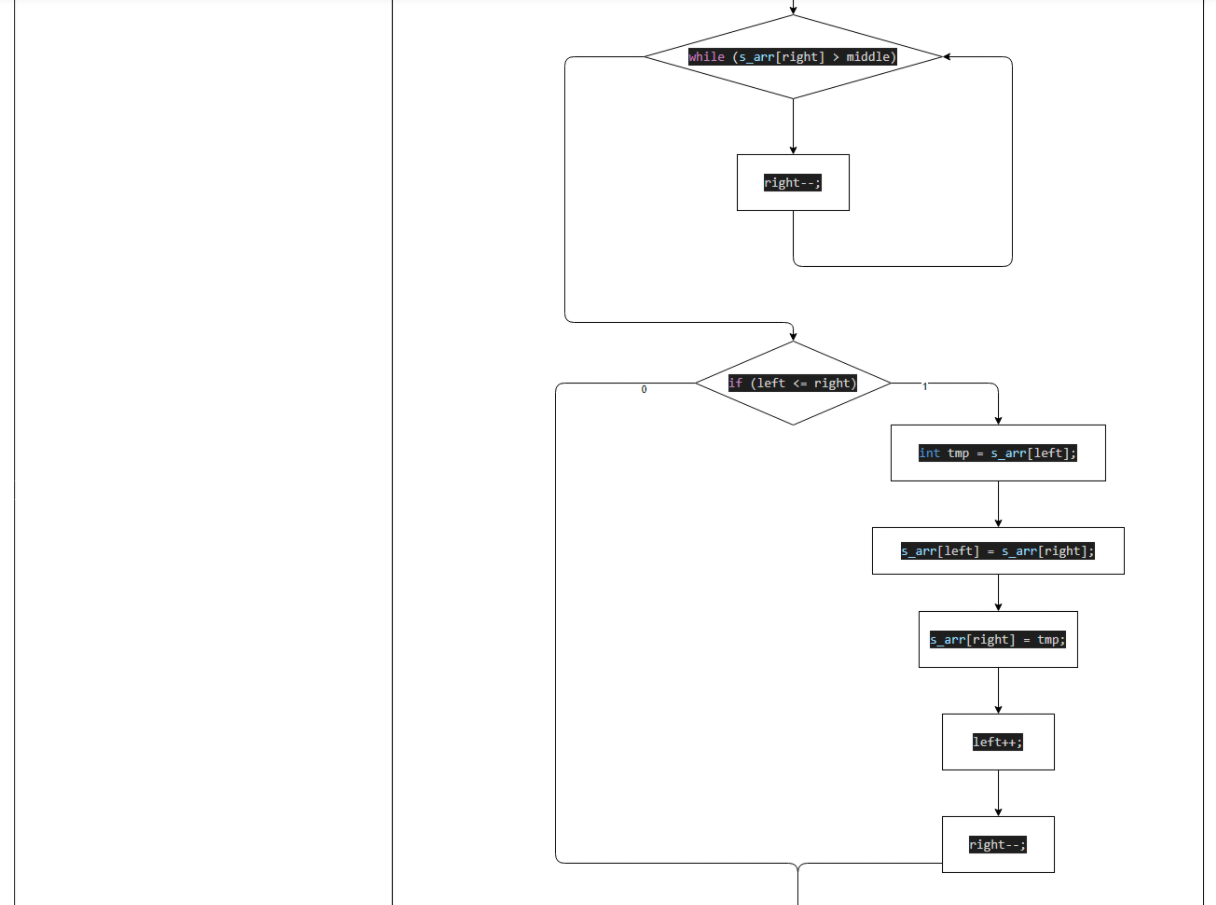 while (s_arr[right] > middle)
right--;
if (left <= right)
0
1
int tmp = s_arr[left];
s_arr[left] = s_arr[right];
s_arr[right] = tmp;
left++;
right--;